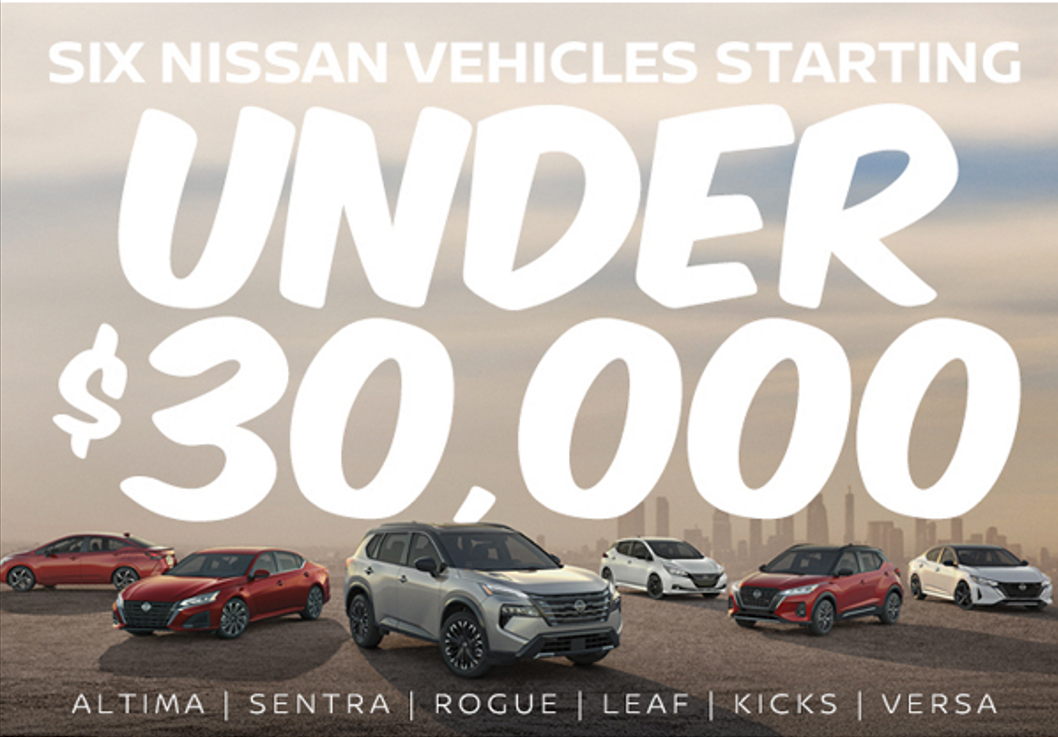 SIX NISSAN VEHICLES STARTING
UNDER
$30,000
ALTIMA | SENTRA | ROGUE | LEAF | KICKS | VERSA